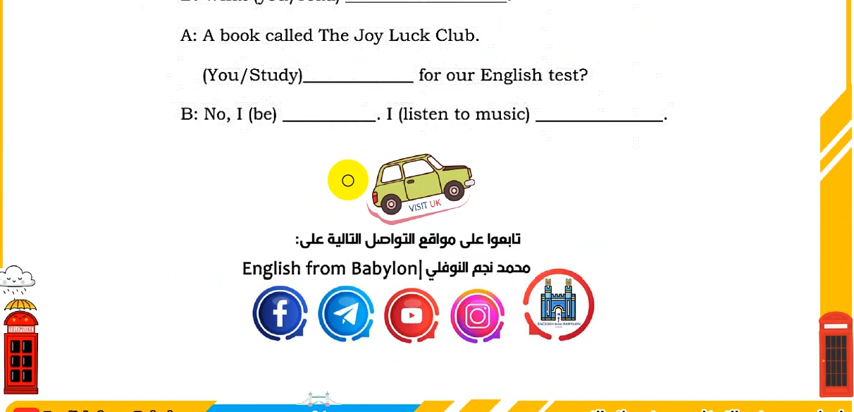 A: A book called The Joy Luck Club.
(You/Study)____________ for our English test?
B: No, I (be) __________. I (listen to music) ______________.
VISIT UK
تابعوا على مواقع التواصل التالية على:
محمد نجم النوفلي|English from Babylon